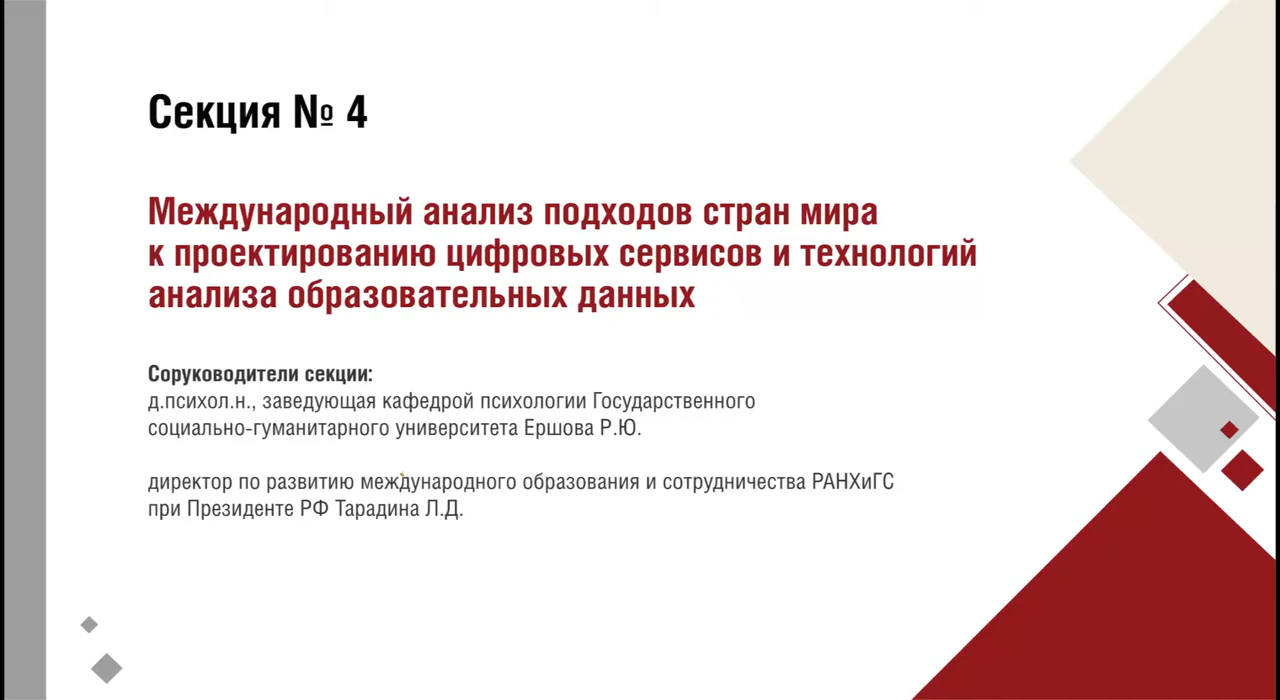 Секция № 4
Международный анализ подходов стран мира
к проектированию цифровых сервисов и технологий
анализа образовательных данных
Соруководители секции:
д.психол.н., заведующая кафедрой психологии Государственного
социально-гуманитарного университета Ершова Р.Ю.
директор по развитию международного образования и сотрудничества РАНХиГС
при Президенте РФ Тарадина Л.Д.